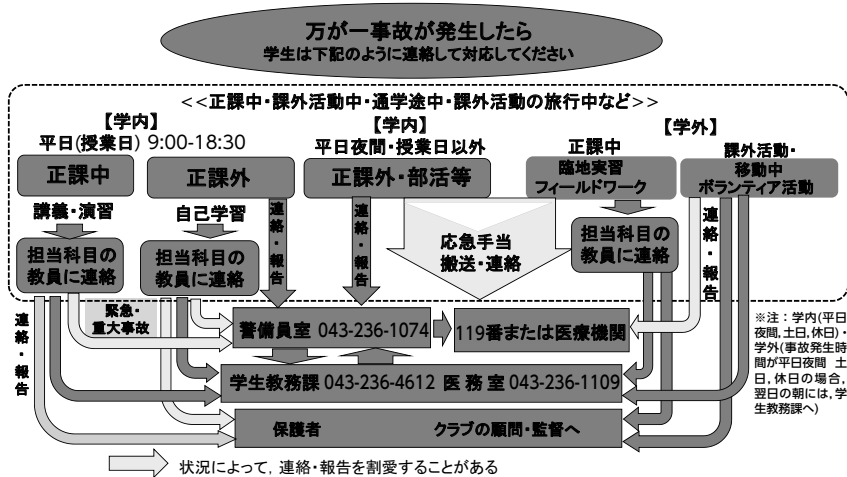 万が一事故が発生したら
学生は下記のように連絡して対応してください
<<正課中・課外活動中・通学途中・課外活動の旅行中など>>
【学内】
平日(授業日) 9:00-18:30
【学内】
平日夜間・授業日以外
【学外】
正課中
課外活動・
移動中
ボランティア活動
正課中
正課外
正課外・部活等
臨地実習
フィールドワーク
講義・演習
自己学習
連絡・報告
連絡・報告
応急手当
搬送・連絡
連絡・報告
担当科目の
教員に連絡
担当科目の
教員に連絡
担当科目の
教員に連絡
緊急・
重大事故
連絡・報告
警備員室 043-236-1074
119番または医療機関
学生教務課 043-236-4612 医務室 043-236-1109
保護者 クラブの顧問・監督へ
※注：学内(平日
夜間,土日,休日)・
学外(事故発生時
間が平日夜間 土
日,休日の場合,
翌日の朝には,学
生教務課へ)
状況によって, 連絡・報告を割愛することがある